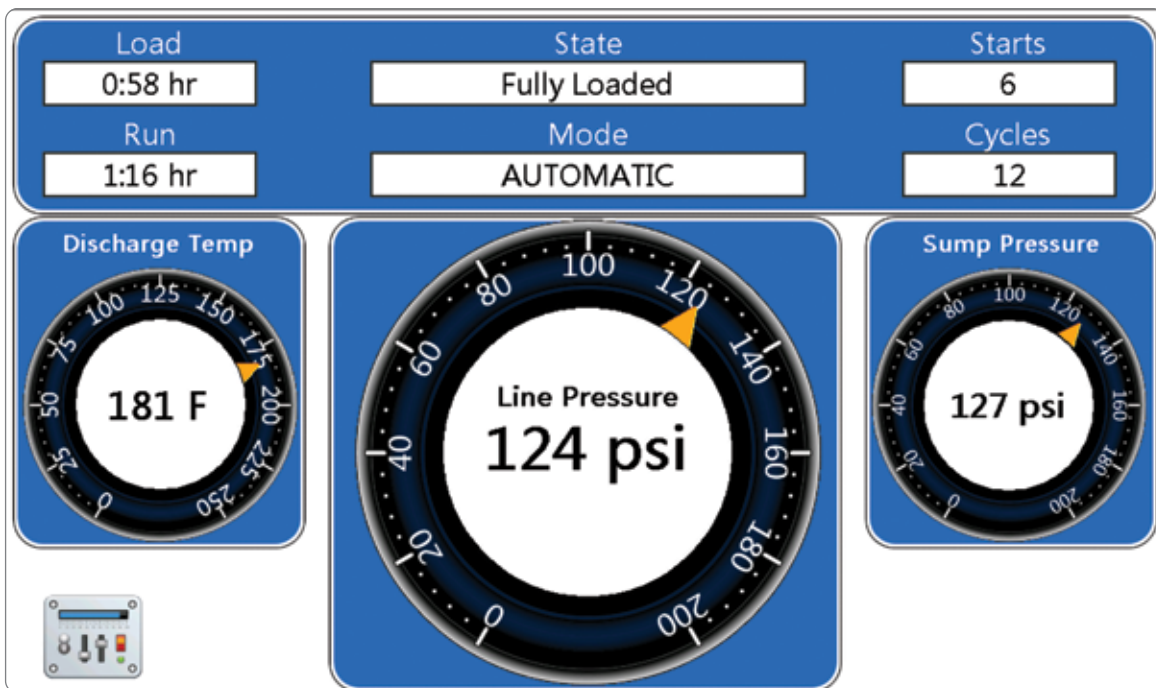 Load
State
Starts
0:58 hr
Fully Loaded
6
Run
Mode
Cycles
1:16 hr
AUTOMATIC
12
Discharge Temp
0
25
50
75
100
125
150
175
200
225
250
181 F
0
20
40
60
80
100
120
140
160
180
200
Line Pressure
124 psi
Sump Pressure
0
20
40
60
80
100
120
140
160
180
200
127 psi